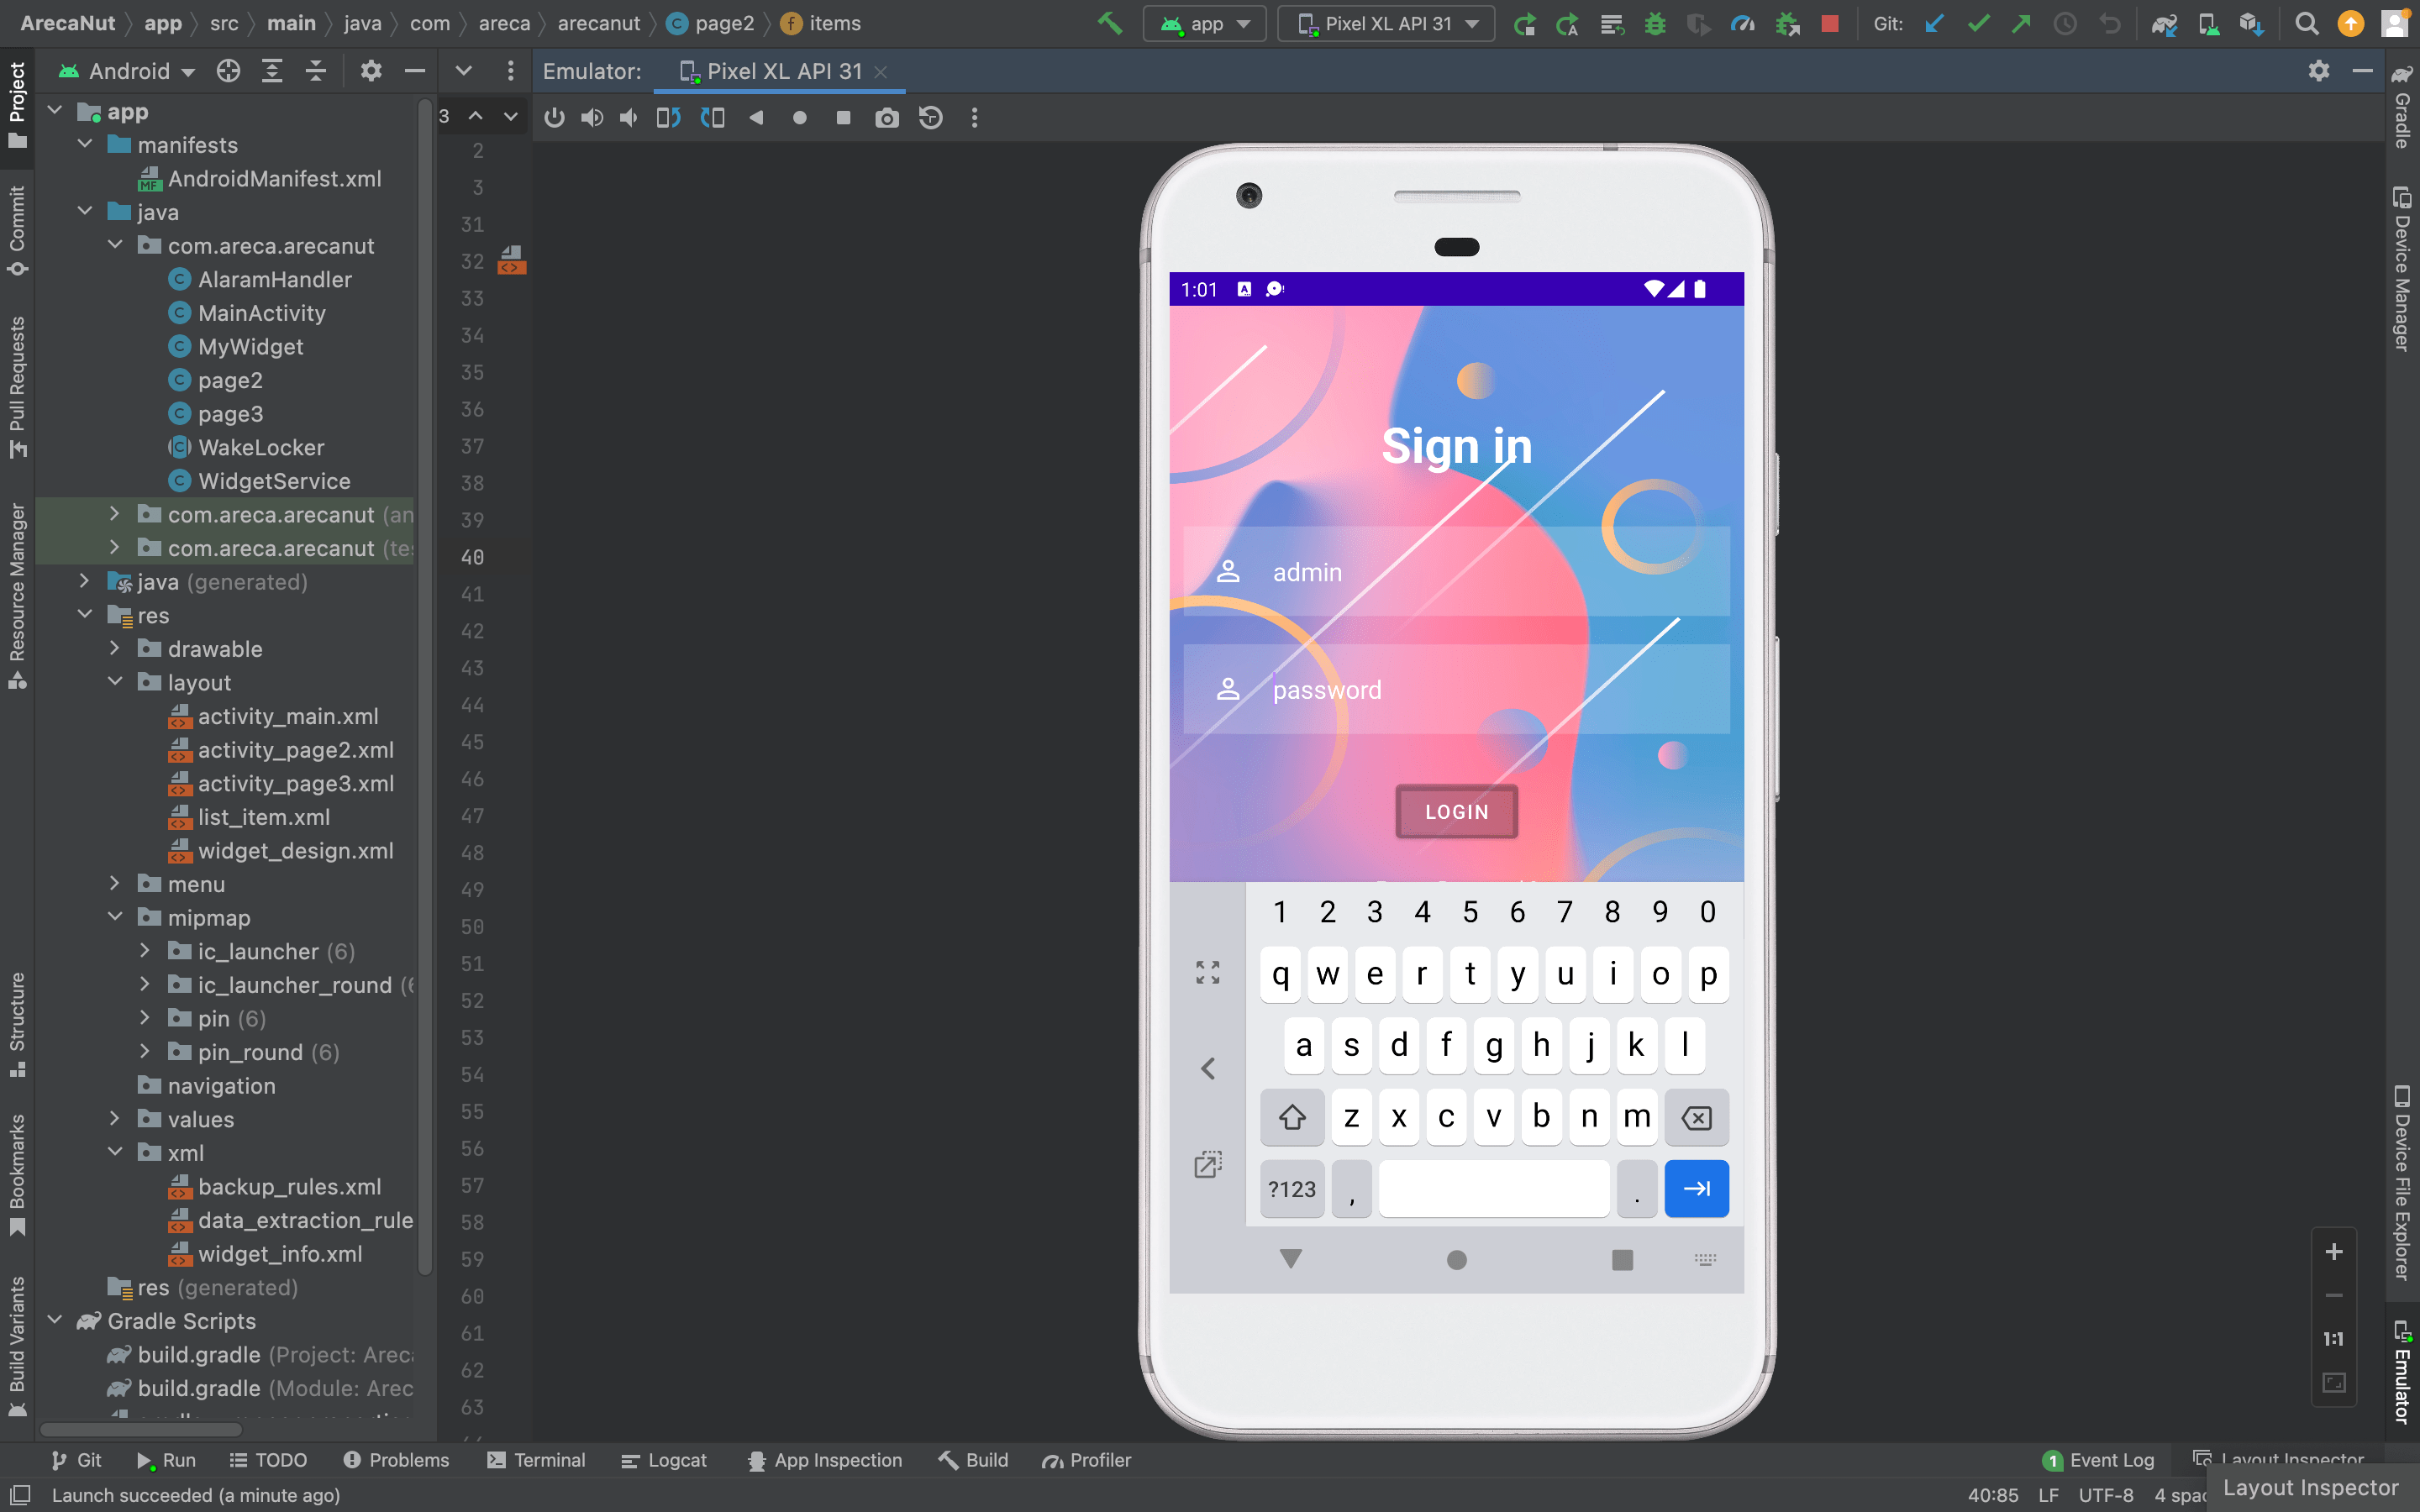 ArecaNut app src main java com areca arecanut page2 items
app Pixel XL API 31 Git:
Android Emulator: Pixel XL API 31
3
Project
Commit
Pull Requests
Resource Manager
Structure
Bookmarks
Build Variants
app
manifests
AndroidManifest.xml
java
com.areca.arecanut
AlaramHandler
MainActivity
MyWidget
page2
page3
WakeLocker
WidgetService
com.areca.arecanut (an
com.areca.arecanut (tes
java (generated)
res
drawable
layout
activity_main.xml
activity_page2.xml
activity_page3.xml
list_item.xml
widget_design.xml
menu
mipmap
ic_launcher (6)
ic_launcher_round (6
pin (6)
pin_round (6)
navigation
values
xml
backup_rules.xml
data_extraction_rule
widget_info.xml
res (generated)
Gradle Scripts
build.gradle (Project: Areca
build.gradle (Module: Arec
2
3
31
32
33
34
35
36
37
38
39
40
41
42
43
44
45
46
47
48
49
50
51
52
53
54
55
56
57
58
59
60
61
62
63
1:01
Sign in
admin
password
LOGIN
1 2 3 4 5 6 7 8 9 0
q w e r t y u i o p
a s d f g h j k l
z x c v b n m
?123 , .
Gradle
Device Manager
Device File Explorer
Emulator
1:1
Git Run TODO Problems Terminal Logcat App Inspection Build Profiler 1 Event Log Layout Inspector
Launch succeeded (a minute ago) 40:85 LF UTF-8 4 spac
Layout Inspector